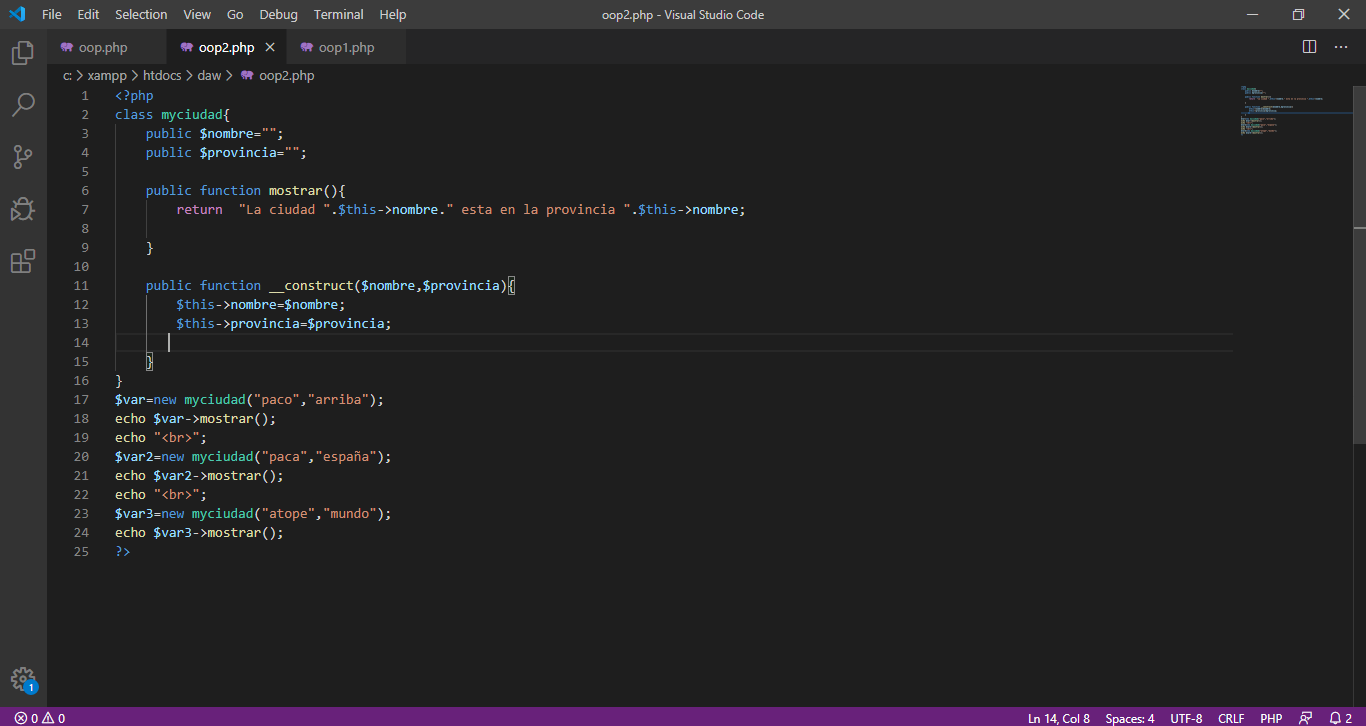 File Edit Selection View Go Debug Terminal Help oop2.php - Visual Studio Code
oop.php oop2.php oop1.php
c: > xampp > htdocs > daw > oop2.php
1 <?php
2 class myciudad{
3 public $nombre="";
4 public $provincia="";
5
6 public function mostrar(){
7 return "La ciudad ".$this->nombre." esta en la provincia ".$this->nombre;
8
9 }
10
11 public function __construct($nombre,$provincia){
12 $this->nombre=$nombre;
13 $this->provincia=$provincia;
14
15 }
16 }
17 $var=new myciudad("paco","arriba");
18 echo $var->mostrar();
19 echo "<br>";
20 $var2=new myciudad("paca","españa");
21 echo $var2->mostrar();
22 echo "<br>";
23 $var3=new myciudad("atope","mundo");
24 echo $var3->mostrar();
25 ?>
1
0 0 Ln 14, Col 8 Spaces: 4 UTF-8 CRLF PHP 2